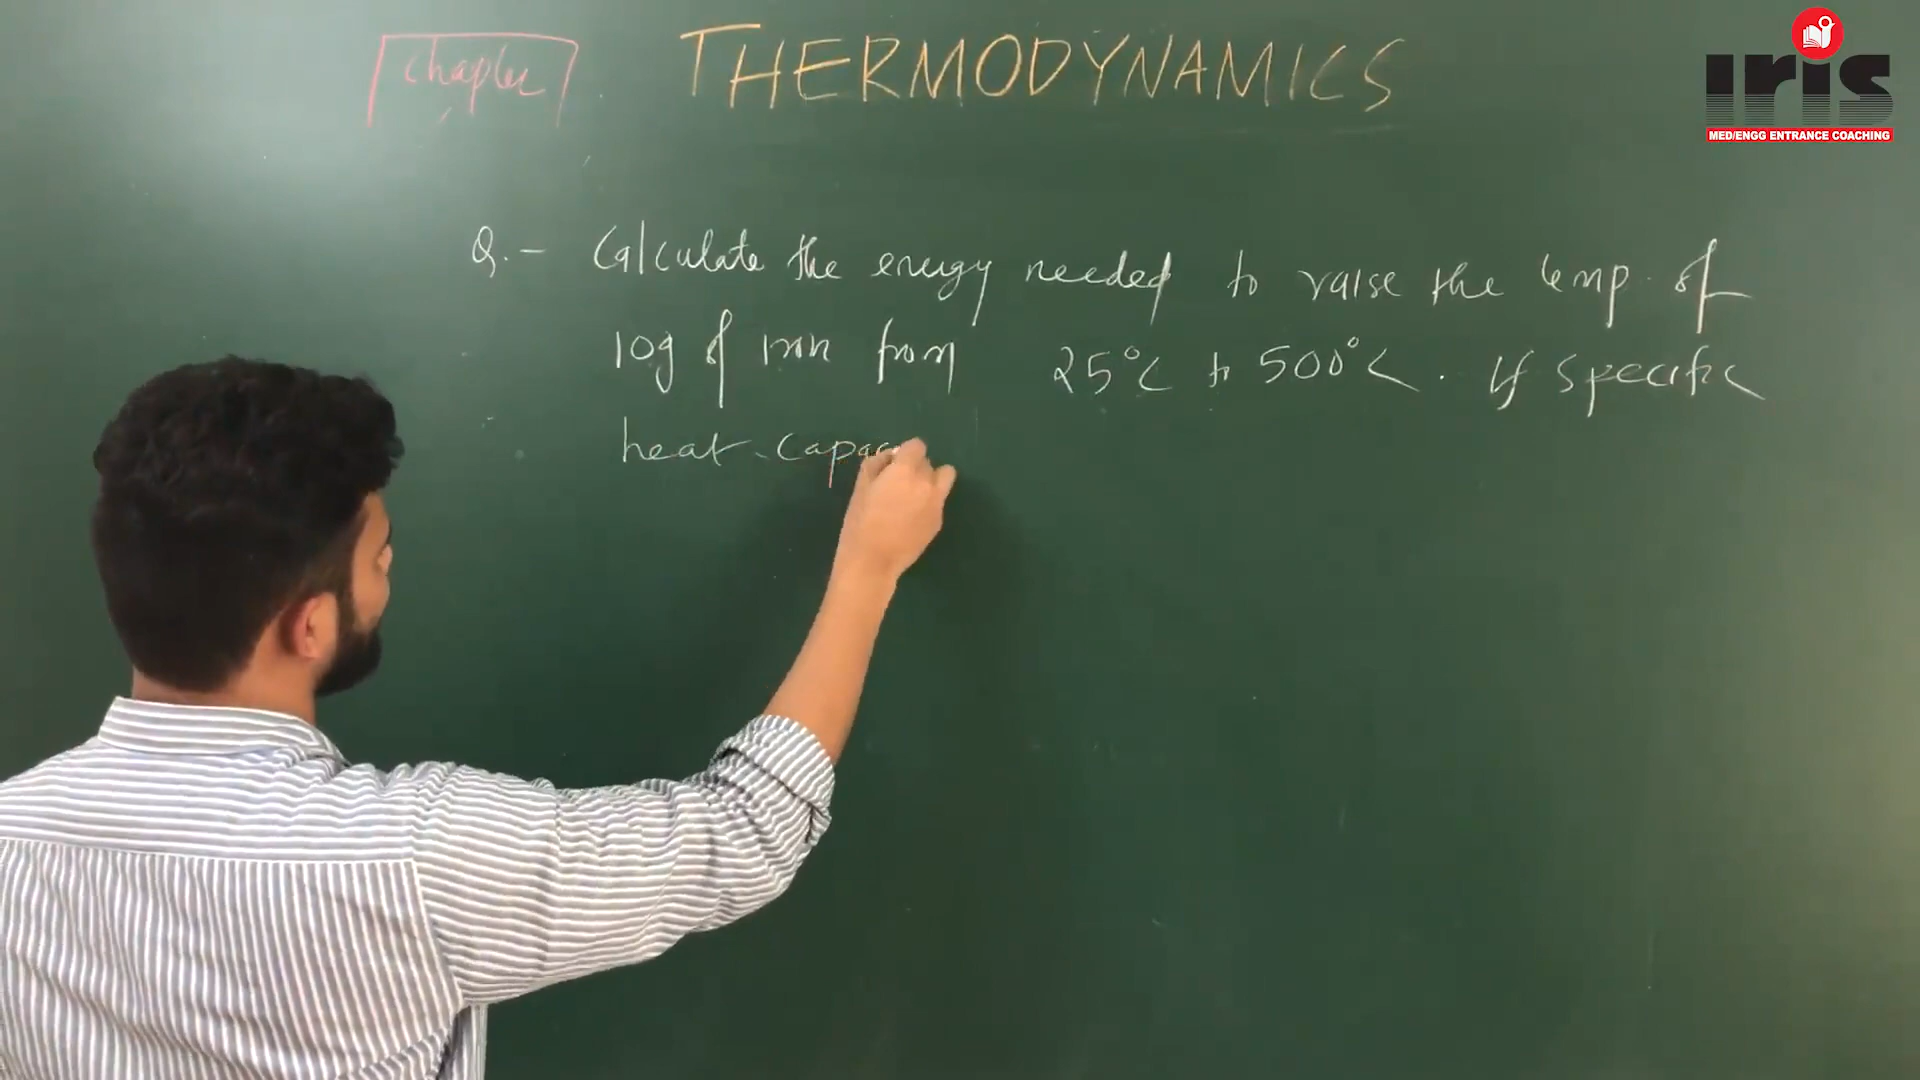 chapter
THERMODYNAMICS
iris
MED/ENGG ENTRANCE COACHING
Q.- Calculate the energy needed to raise the temp. of
10g of iron from 25°C to 500°C. If specific
heat capac